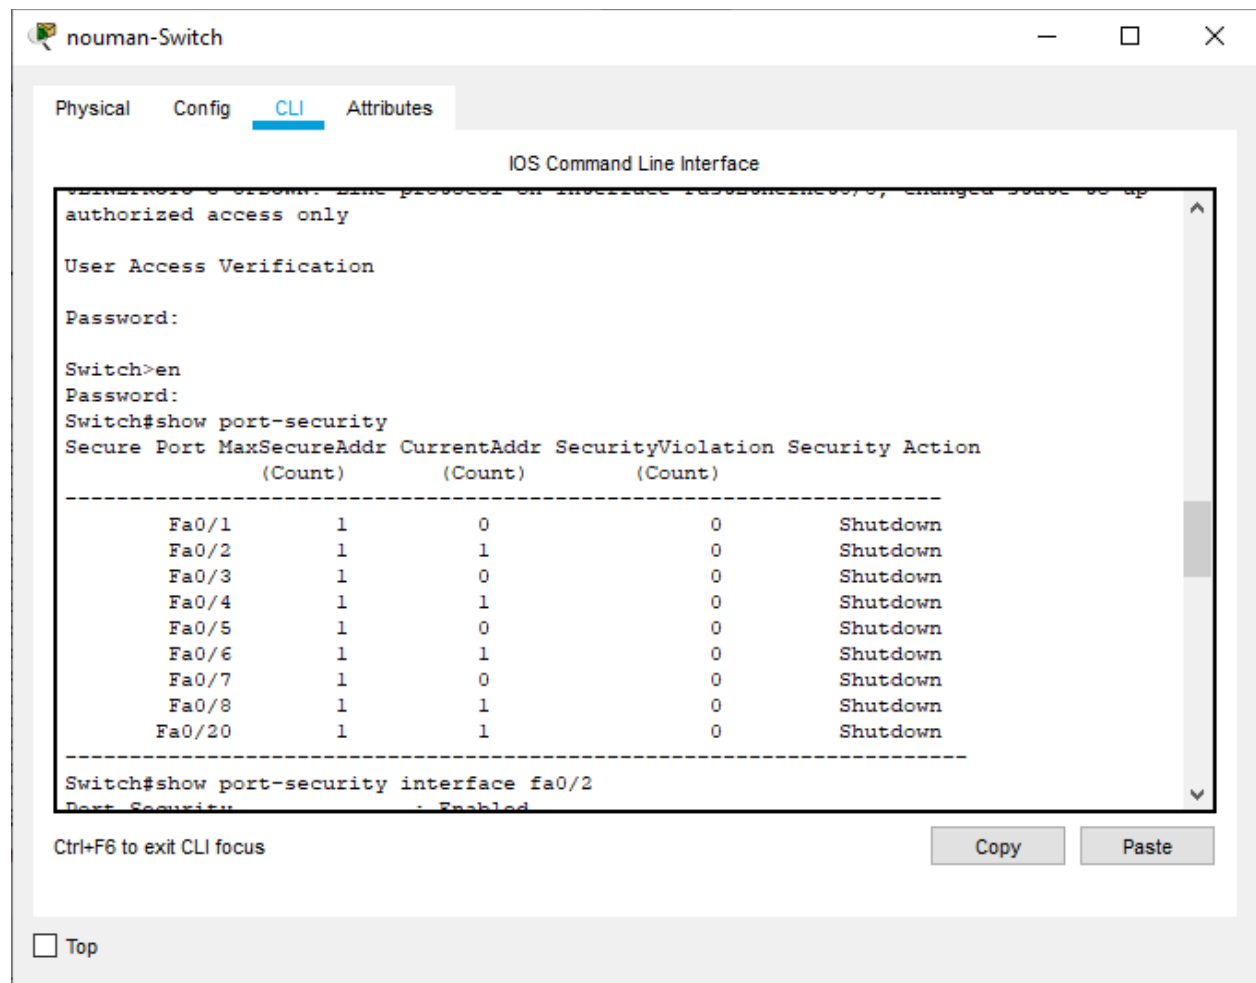 nouman-Switch
Physical Config CLI Attributes
IOS Command Line Interface
authorized access only
User Access Verification
Password:
Switch>en
Password:
Switch#show port-security
Secure Port MaxSecureAddr CurrentAddr SecurityViolation Security Action
(Count) (Count) (Count)
----------------------------------------------------------------------
Fa0/1 1 0 0 Shutdown
Fa0/2 1 1 0 Shutdown
Fa0/3 1 0 0 Shutdown
Fa0/4 1 1 0 Shutdown
Fa0/5 1 0 0 Shutdown
Fa0/6 1 1 0 Shutdown
Fa0/7 1 0 0 Shutdown
Fa0/8 1 1 0 Shutdown
Fa0/20 1 1 0 Shutdown
----------------------------------------------------------------------
Switch#show port-security interface fa0/2
Port Security : Enabled
Ctrl+F6 to exit CLI focus
Copy Paste
Top